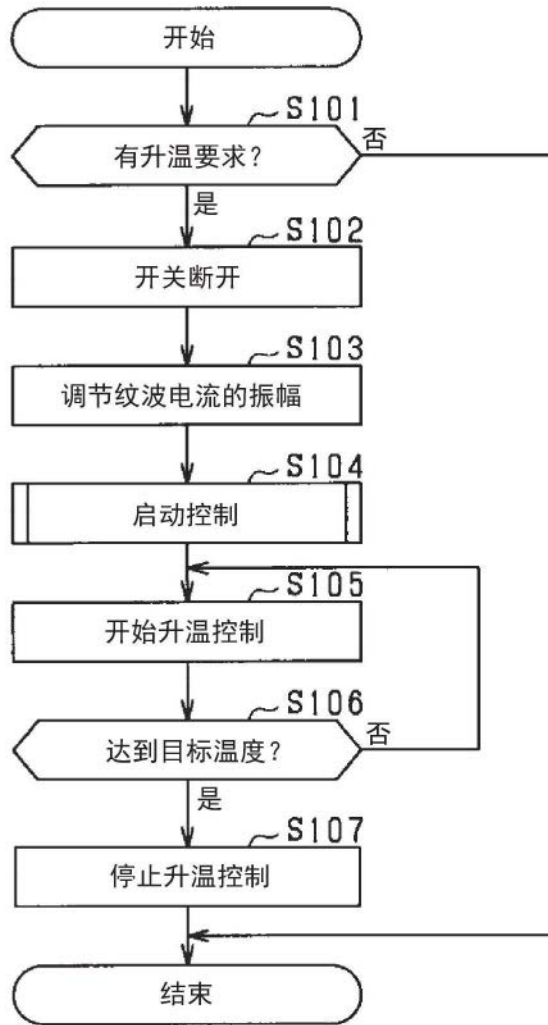 开始
S101
有升温要求?
否
是
S102
开关断开
S103
调节纹波电流的振幅
S104
启动控制
S105
开始升温控制
S106
达到目标温度?
否
是
S107
停止升温控制
结束